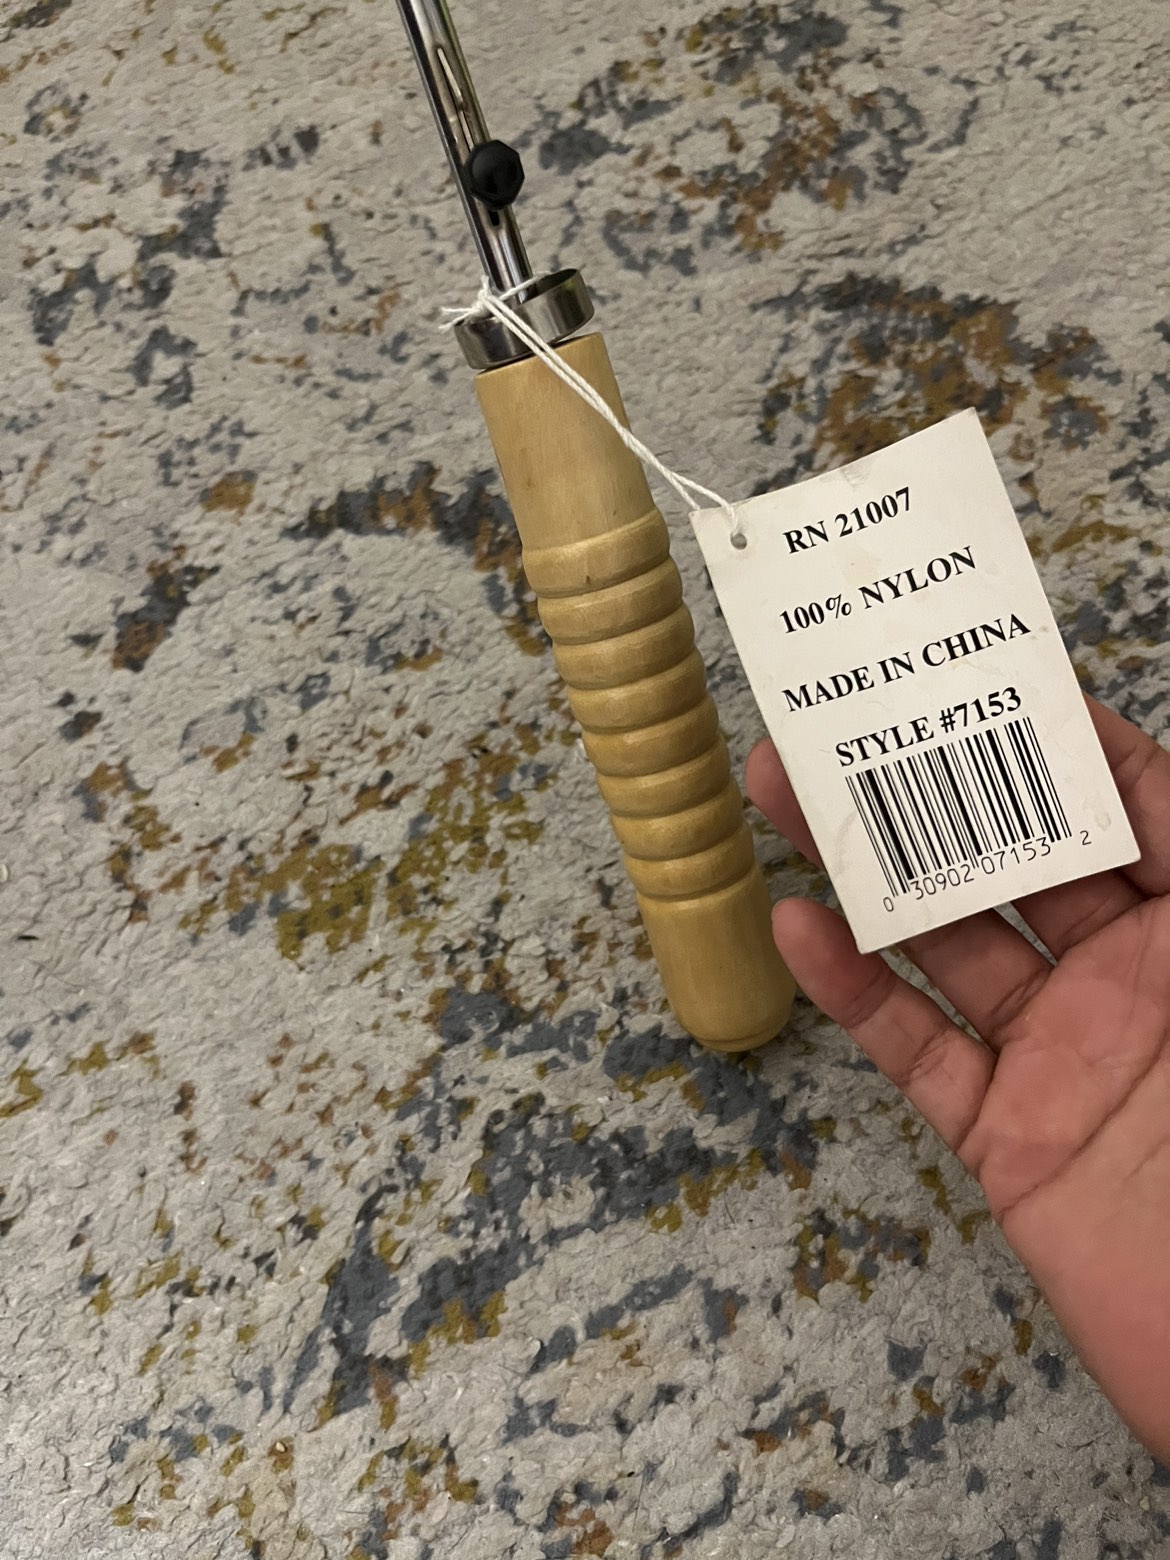 RN 21007
100% NYLON
MADE IN CHINA
STYLE #7153
0 30902 07153 2